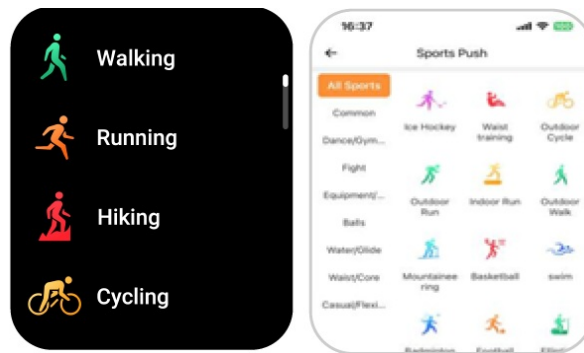 Walking
Running
Hiking
Cycling
16:37
Sports Push
All Sports
Common
Dance/Gym...
Fight
Equipment/...
Balls
Water/Glide
Waist/Core
Casual/Flexi...
Ice Hockey
Waist
training
Outdoor
Cycle
Outdoor
Run
Indoor Run
Outdoor
Walk
Mountainee
ring
Basketball
swim
Badminton
Football